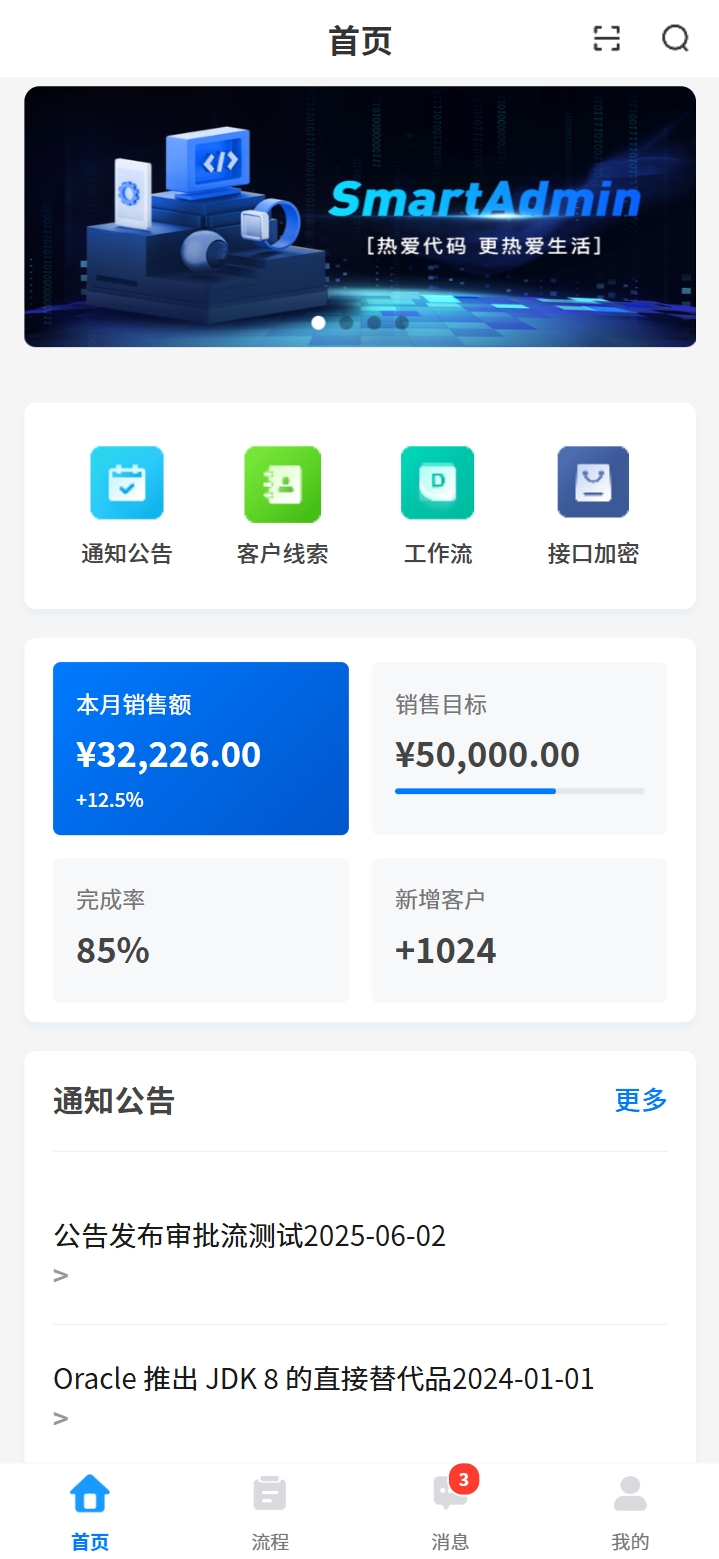 首页
SmartAdmin
[热爱代码 更热爱生活]
通知公告
客户线索
工作流
接口加密
本月销售额
¥32,226.00
+12.5%
销售目标
¥50,000.00
完成率
85%
新增客户
+1024
通知公告
更多
公告发布审批流测试2025-06-02
>
Oracle 推出 JDK 8 的直接替代品2024-01-01
>
3
首页
流程
消息
我的